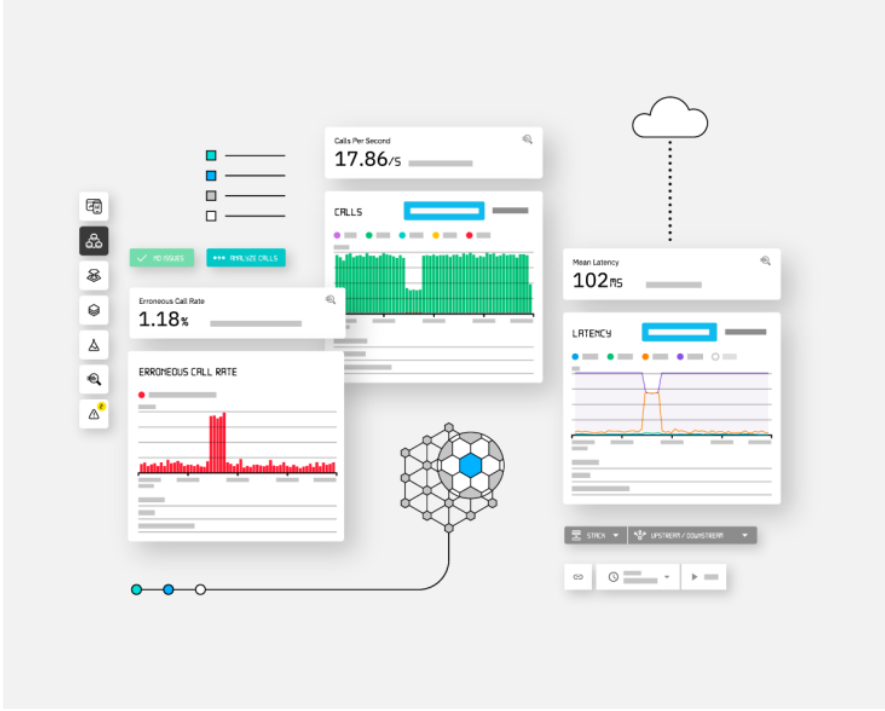 Calls Per Second
17.86/S
CALLS
NO ISSUES
ANALYZE CALLS
Erroneous Call Rate
1.18%
ERRONEOUS CALL RATE
Mean Latency
102MS
LATENCY
STACK
UPSTREAM / DOWNSTREAM